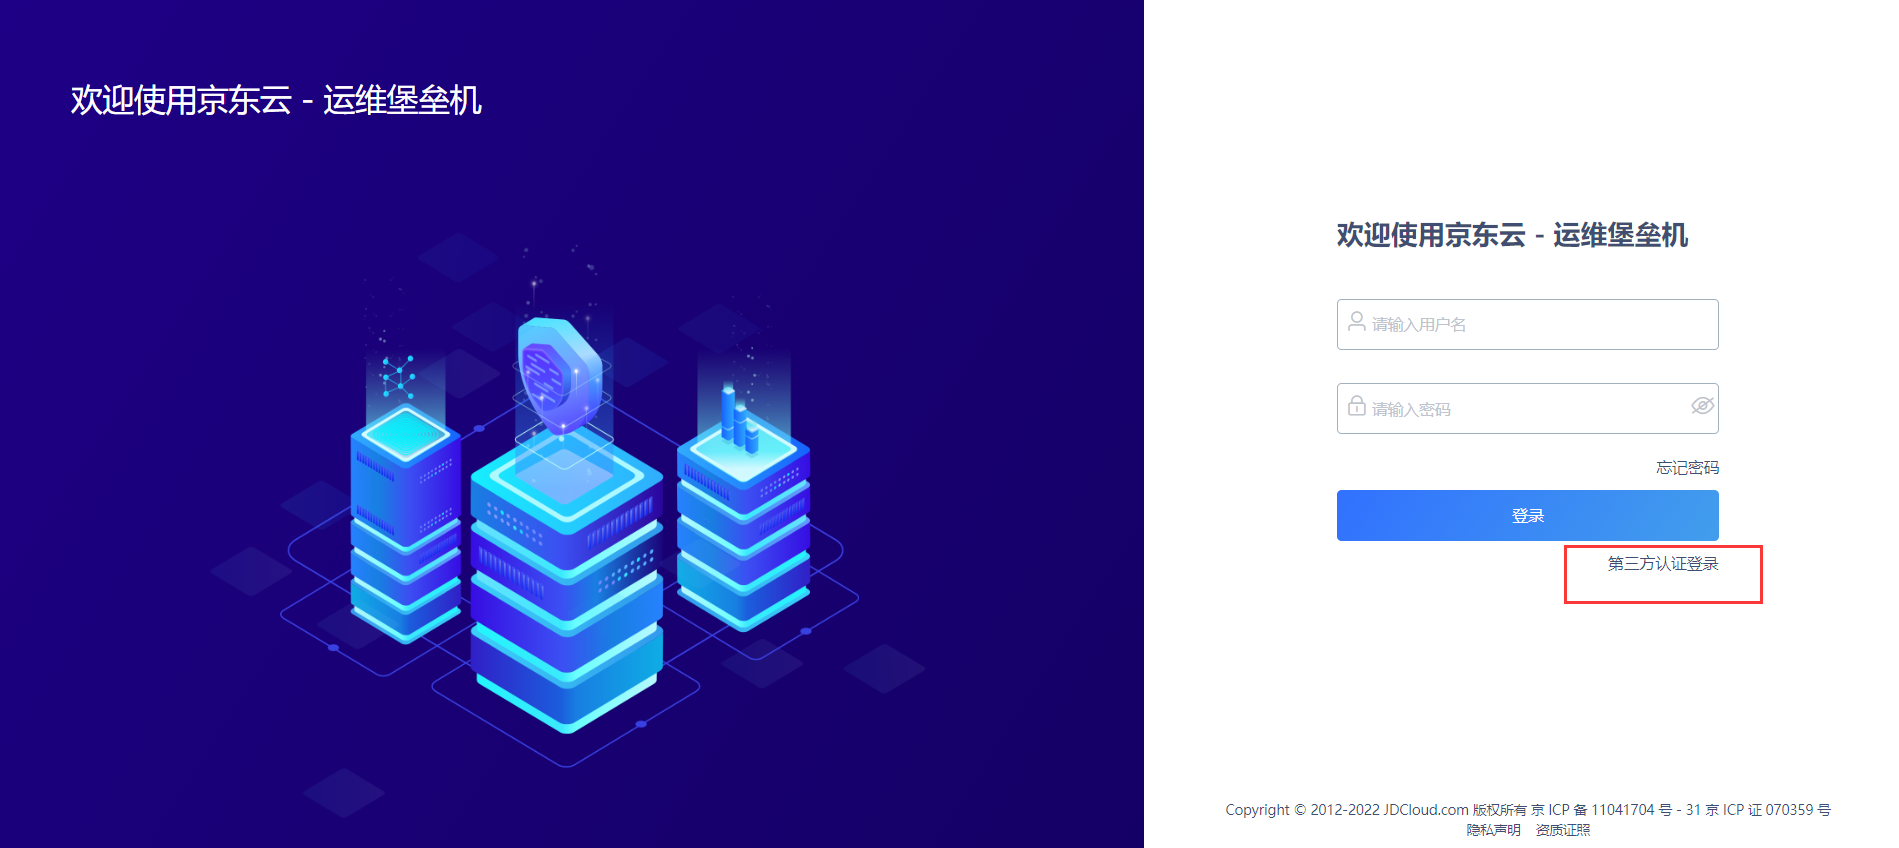 欢迎使用京东云 - 运维堡垒机
欢迎使用京东云 - 运维堡垒机
请输入用户名
请输入密码
忘记密码
登录
第三方认证登录
Copyright © 2012-2022 JDCloud.com 版权所有 京 ICP 备 11041704 号 - 31 京 ICP 证 070359 号
隐私声明 资质证照